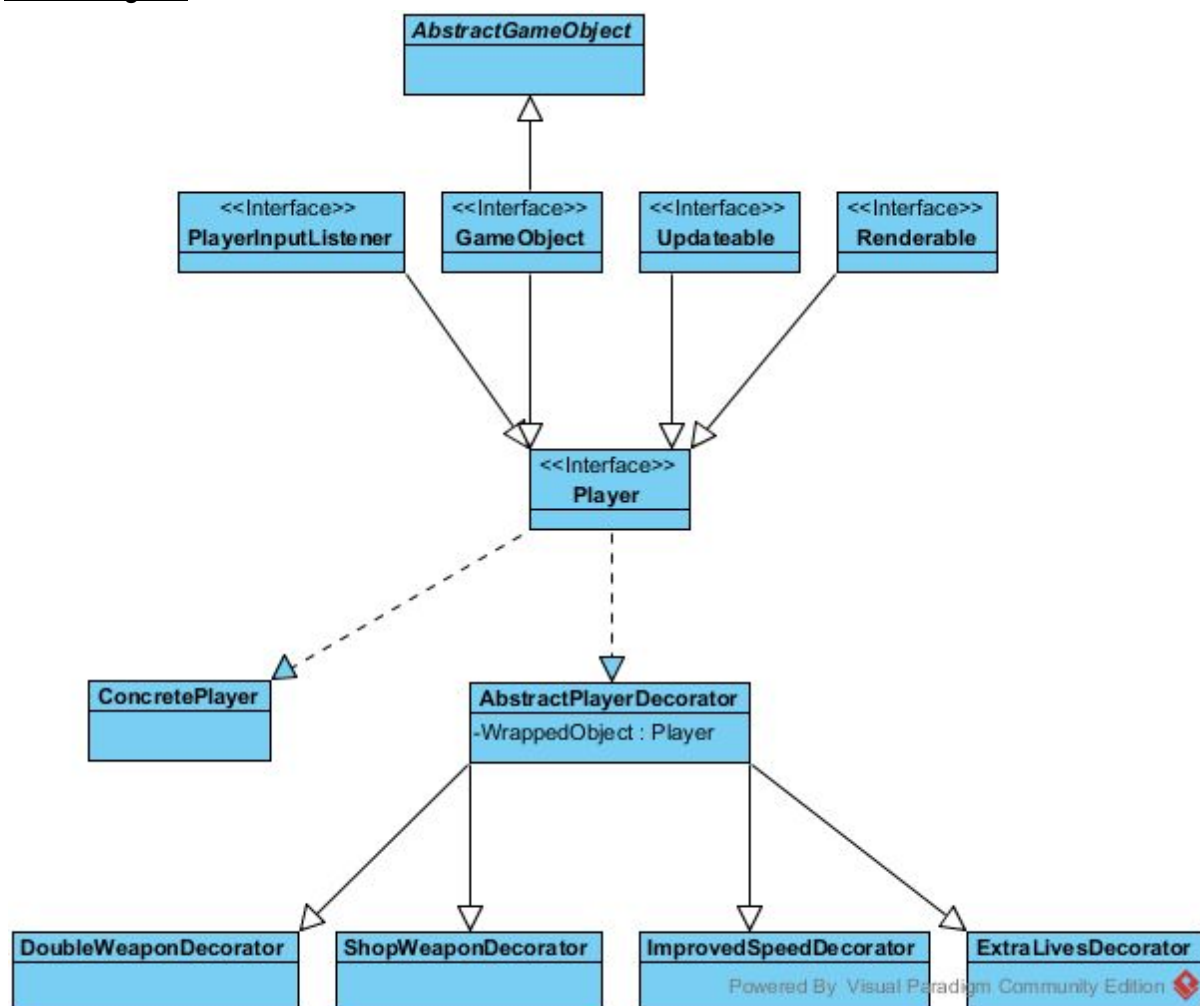 AbstractGameObject
<<Interface>>
PlayerInputListener
<<Interface>>
GameObject
<<Interface>>
Updateable
<<Interface>>
Renderable
<<Interface>>
Player
ConcretePlayer
AbstractPlayerDecorator
-WrappedObject : Player
DoubleWeaponDecorator
ShopWeaponDecorator
ImprovedSpeedDecorator
ExtraLivesDecorator
Powered By Visual Paradigm Community Edition